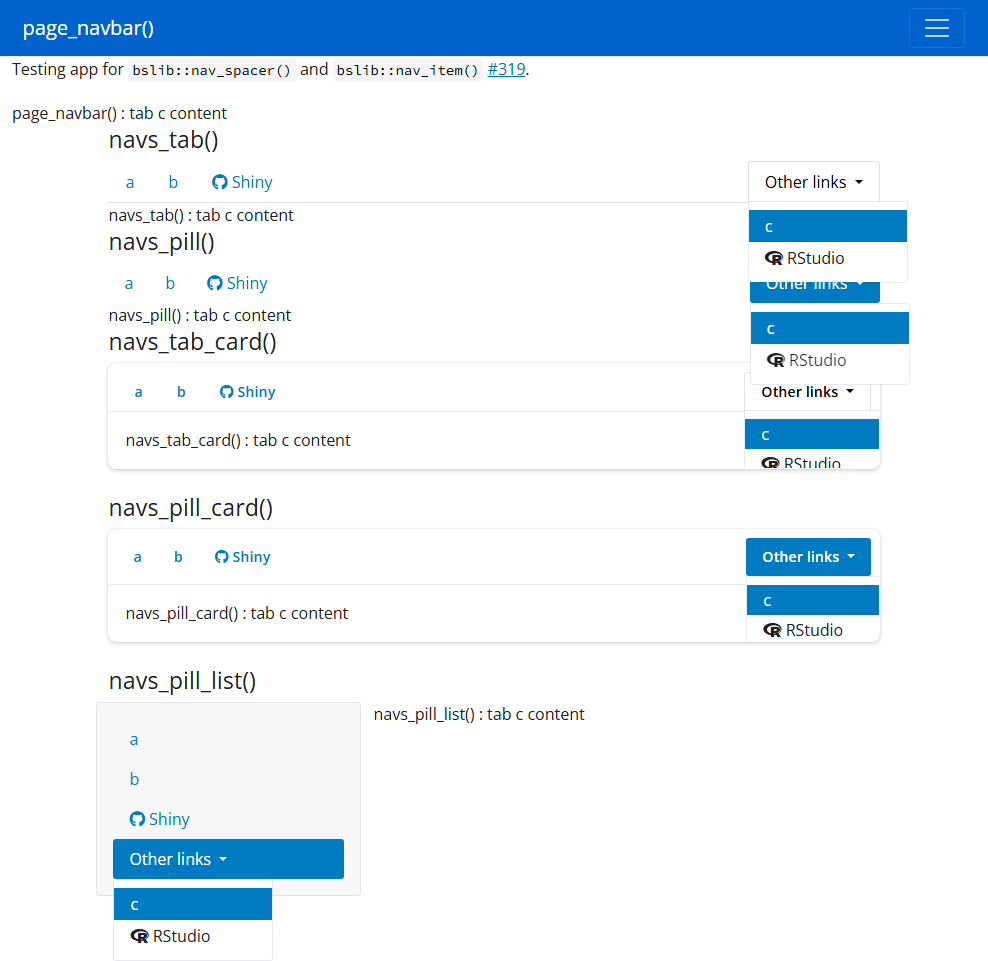 page_navbar()
Testing app for bslib::nav_spacer() and bslib::nav_item() #319.
page_navbar() : tab c content
navs_tab()
a b Shiny Other links
c
RStudio
navs_tab() : tab c content
navs_pill()
a b Shiny Other links
c
RStudio
navs_pill() : tab c content
navs_tab_card()
a b Shiny Other links
c
RStudio
navs_tab_card() : tab c content
navs_pill_card()
a b Shiny Other links
c
RStudio
navs_pill_card() : tab c content
navs_pill_list()
a
b
Shiny
Other links
c
RStudio
navs_pill_list() : tab c content